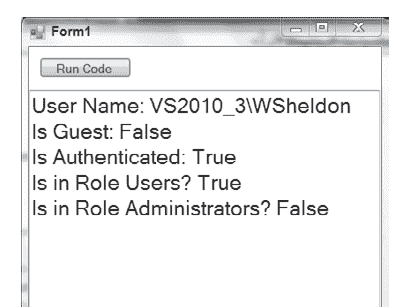 Form1
Run Code
User Name: VS2010_3\WSheldon
Is Guest: False
Is Authenticated: True
Is in Role Users? True
Is in Role Administrators? False